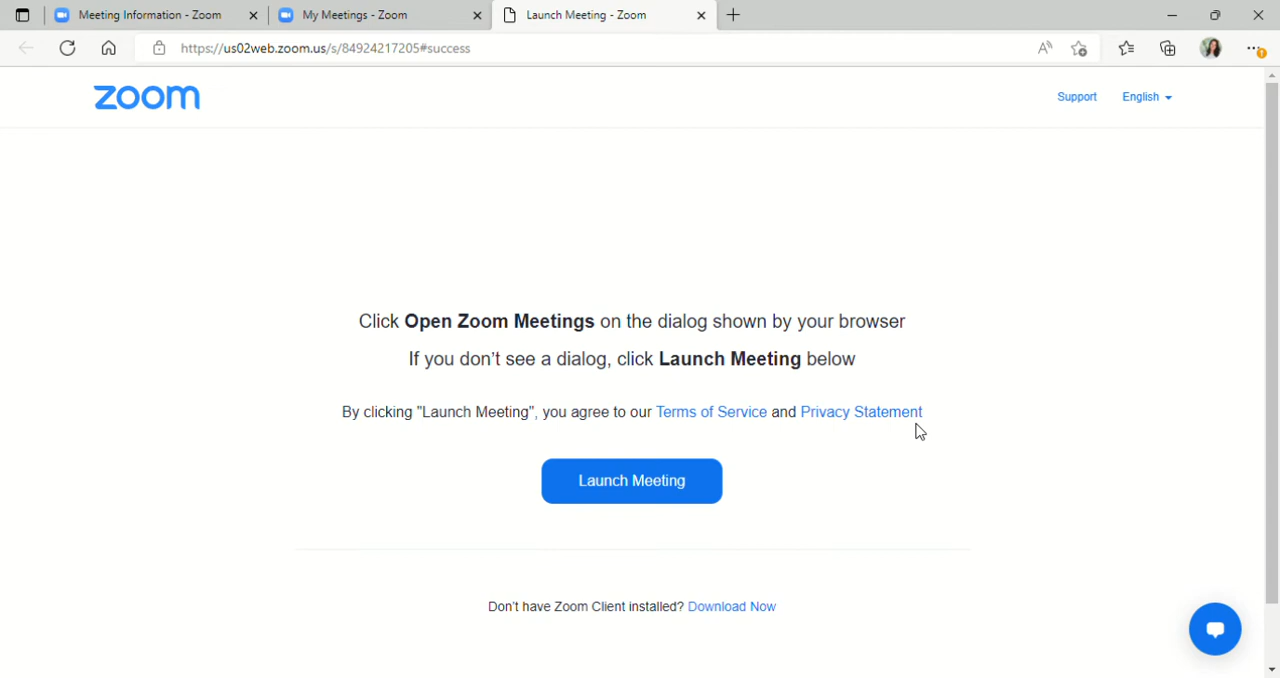 Meeting Information - Zoom
My Meetings - Zoom
Launch Meeting - Zoom
https://us02web.zoom.us/s/84924217205#success
zoom
Support
English
Click Open Zoom Meetings on the dialog shown by your browser
If you don't see a dialog, click Launch Meeting below
By clicking "Launch Meeting", you agree to our Terms of Service and Privacy Statement
Launch Meeting
Don't have Zoom Client installed? Download Now